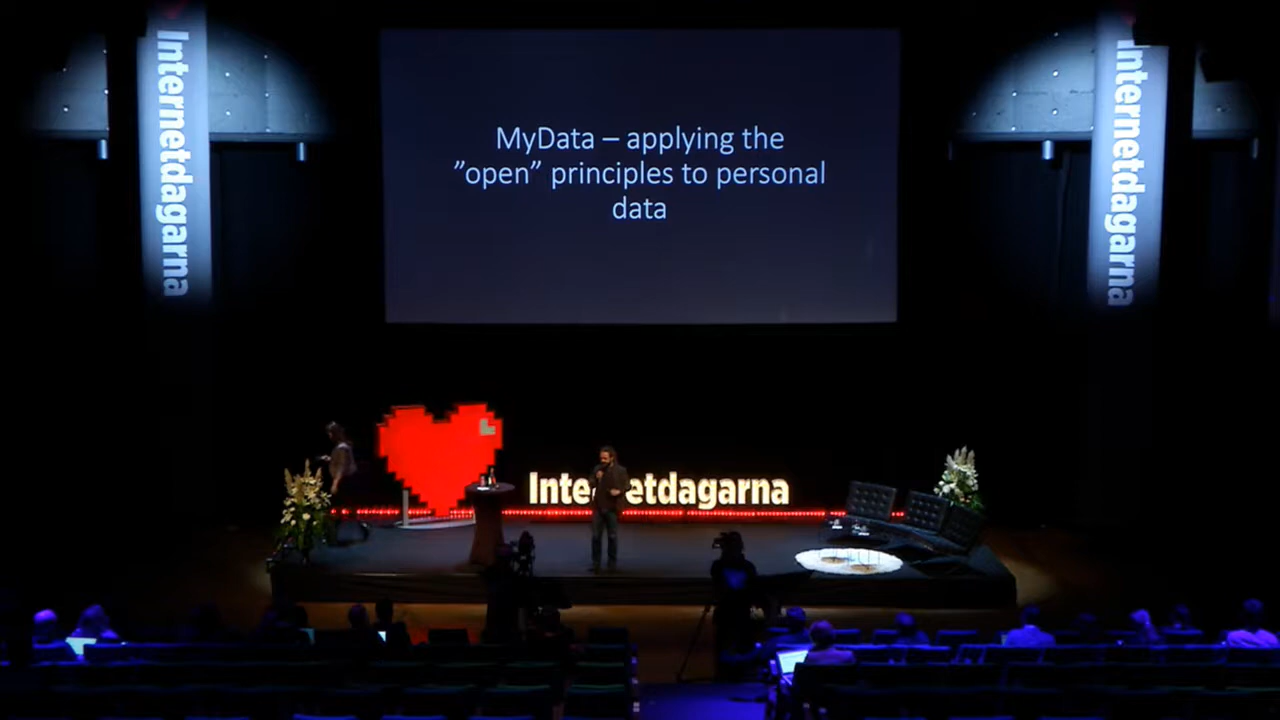 Internetdagarna
MyData – applying the
”open” principles to personal
data
Internetdagarna
Internetdagarna